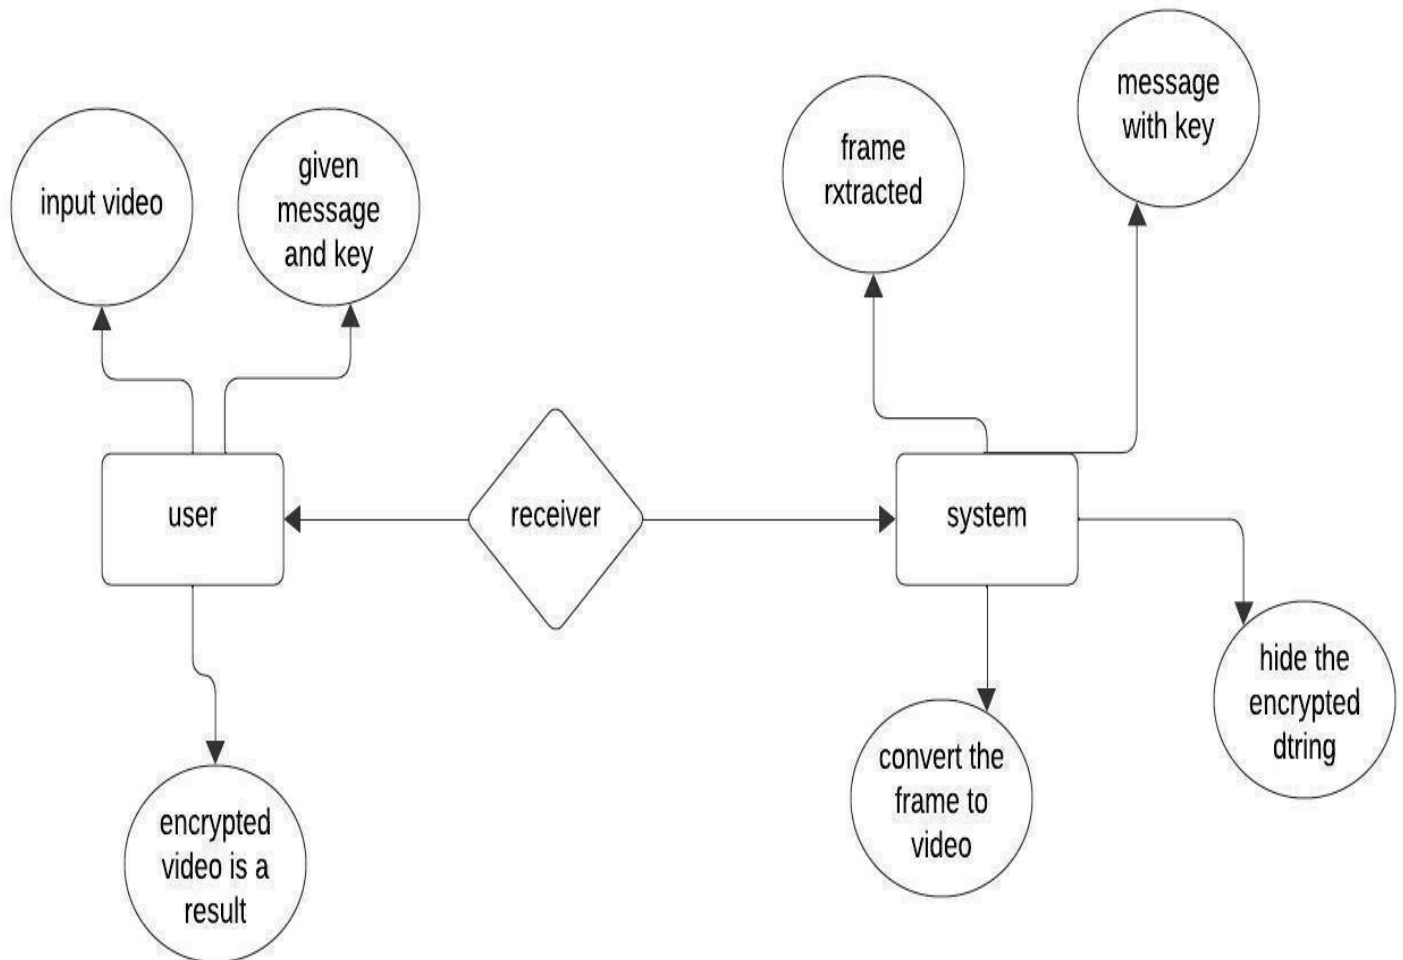 message
with key
frame
rxtracted
input video
given
message
and key
user
receiver
system
hide the
encrypted
dtring
convert the
frame to
video
encrypted
video is a
result